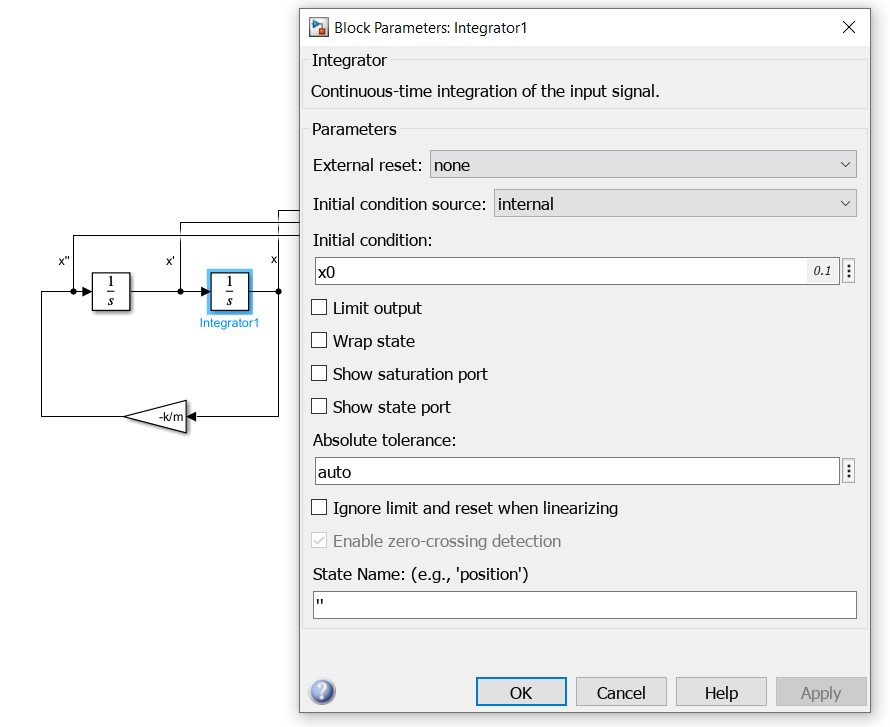 Block Parameters: Integrator1
Integrator
Continuous-time integration of the input signal.
Parameters
External reset: none
Initial condition source: internal
Initial condition:
x0 0.1
Limit output
Wrap state
Show saturation port
Show state port
Absolute tolerance:
auto
Ignore limit and reset when linearizing
Enable zero-crossing detection
State Name: (e.g., 'position')
''
OK Cancel Help Apply
x'' x' x
1 1
s s
Integrator1
-k/m